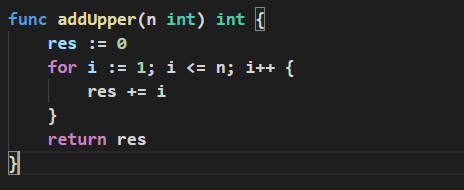 func addUpper(n int) int {
    res := 0
    for i := 1; i <= n; i++ {
        res += i
    }
    return res
}